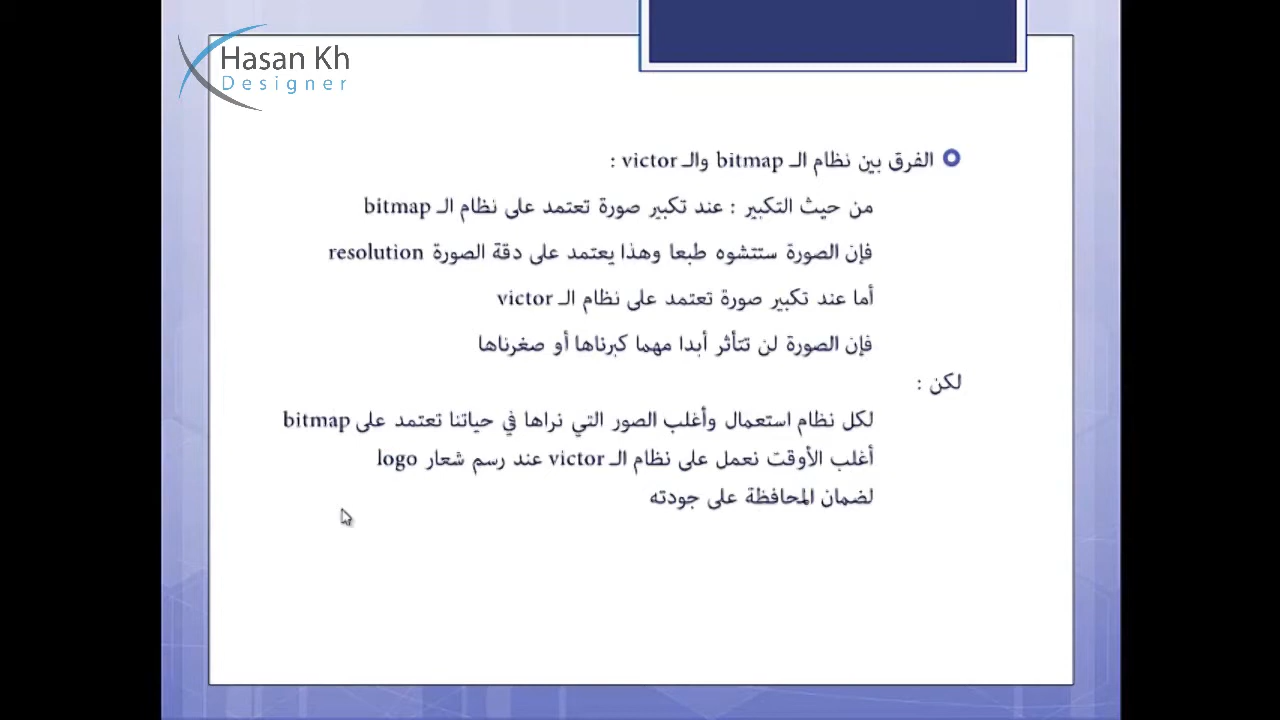 Hasan Kh
Designer
الفرق بين نظام الـ bitmap والـ victor :
من حيث التكبير : عند تكبير صورة تعتمد على نظام الـ bitmap
فإن الصورة ستتشوه طبعا وهذا يعتمد على دقة الصورة resolution
أما عند تكبير صورة تعتمد على نظام الـ victor
فإن الصورة لن تتأثر أبدا مهما كبرناها أو صغرناها
لكن :
لكل نظام استعمال وأغلب الصور التي نراها في حياتنا تعتمد على bitmap
أغلب الأوقت نعمل على نظام الـ victor عند رسم شعار logo
لضمان المحافظة على جودته